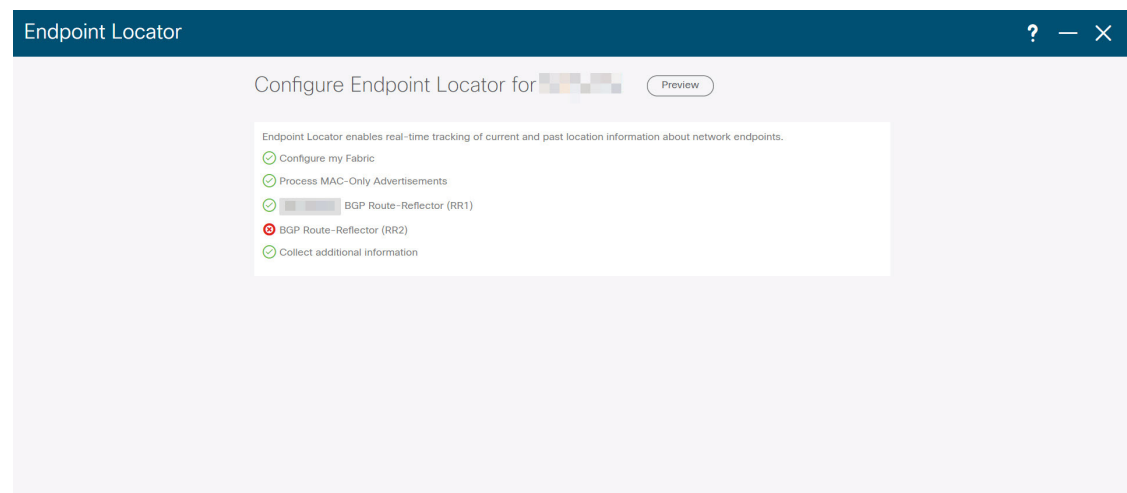 Endpoint Locator
?
Configure Endpoint Locator for
Preview
Endpoint Locator enables real-time tracking of current and past location information about network endpoints.
Configure my Fabric
Process MAC-Only Advertisements
BGP Route-Reflector (RR1)
BGP Route-Reflector (RR2)
Collect additional information